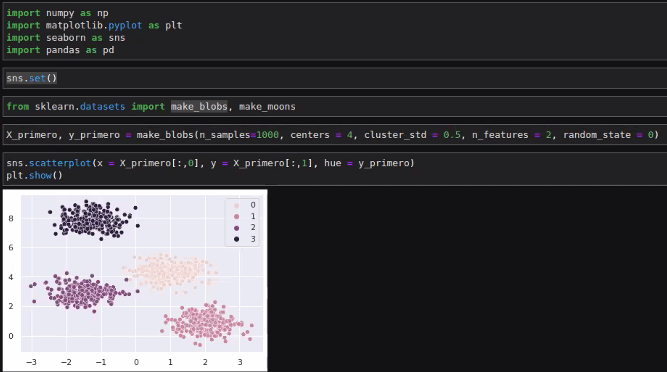 import numpy as np
import matplotlib.pyplot as plt
import seaborn as sns
import pandas as pd
sns.set()
from sklearn.datasets import make_blobs, make_moons
X_primero, y_primero = make_blobs(n_samples=1000, centers = 4, cluster_std = 0.5, n_features = 2, random_state = 0)
sns.scatterplot(x = X_primero[:,0], y = X_primero[:,1], hue = y_primero)
plt.show()
0
1
2
3
8
6
4
2
0
−3 −2 −1 0 1 2 3